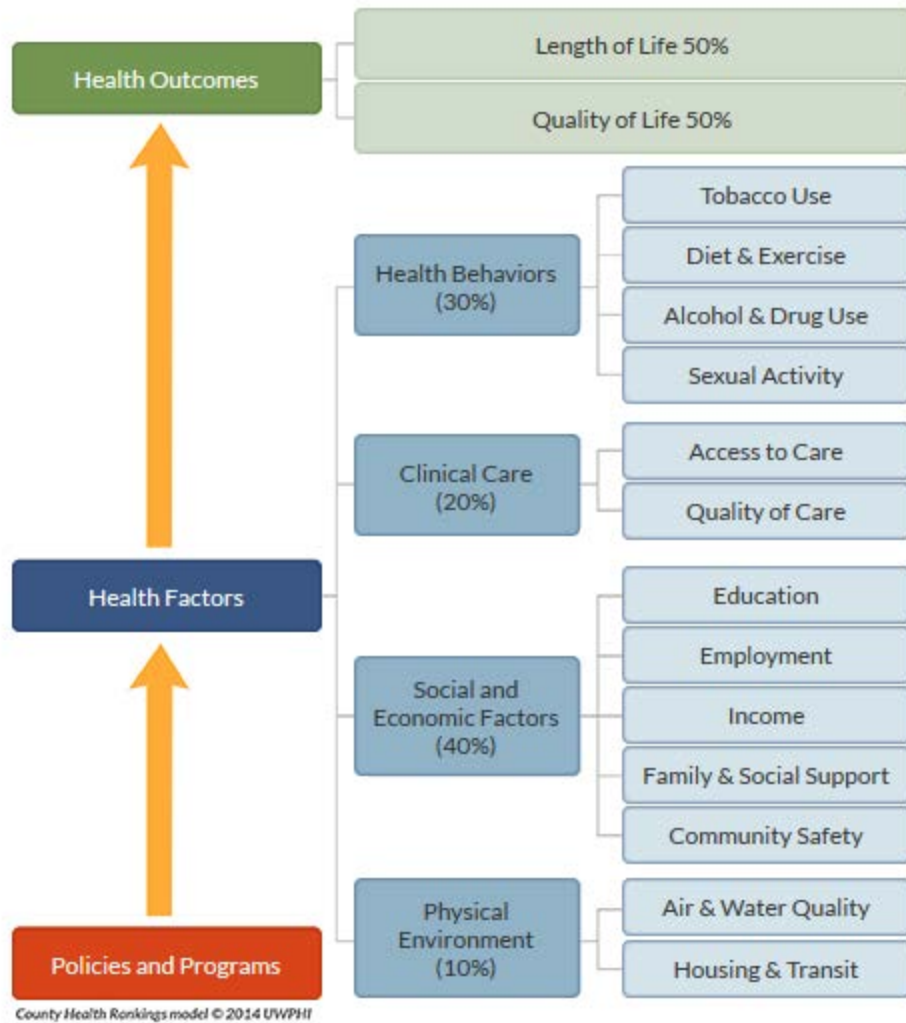 Health Outcomes
Length of Life 50%
Quality of Life 50%
Health Behaviors
(30%)
Tobacco Use
Diet & Exercise
Alcohol & Drug Use
Sexual Activity
Clinical Care
(20%)
Access to Care
Quality of Care
Health Factors
Social and
Economic Factors
(40%)
Education
Employment
Income
Family & Social Support
Community Safety
Physical
Environment
(10%)
Air & Water Quality
Housing & Transit
Policies and Programs
County Health Rankings model © 2014 UWPHI